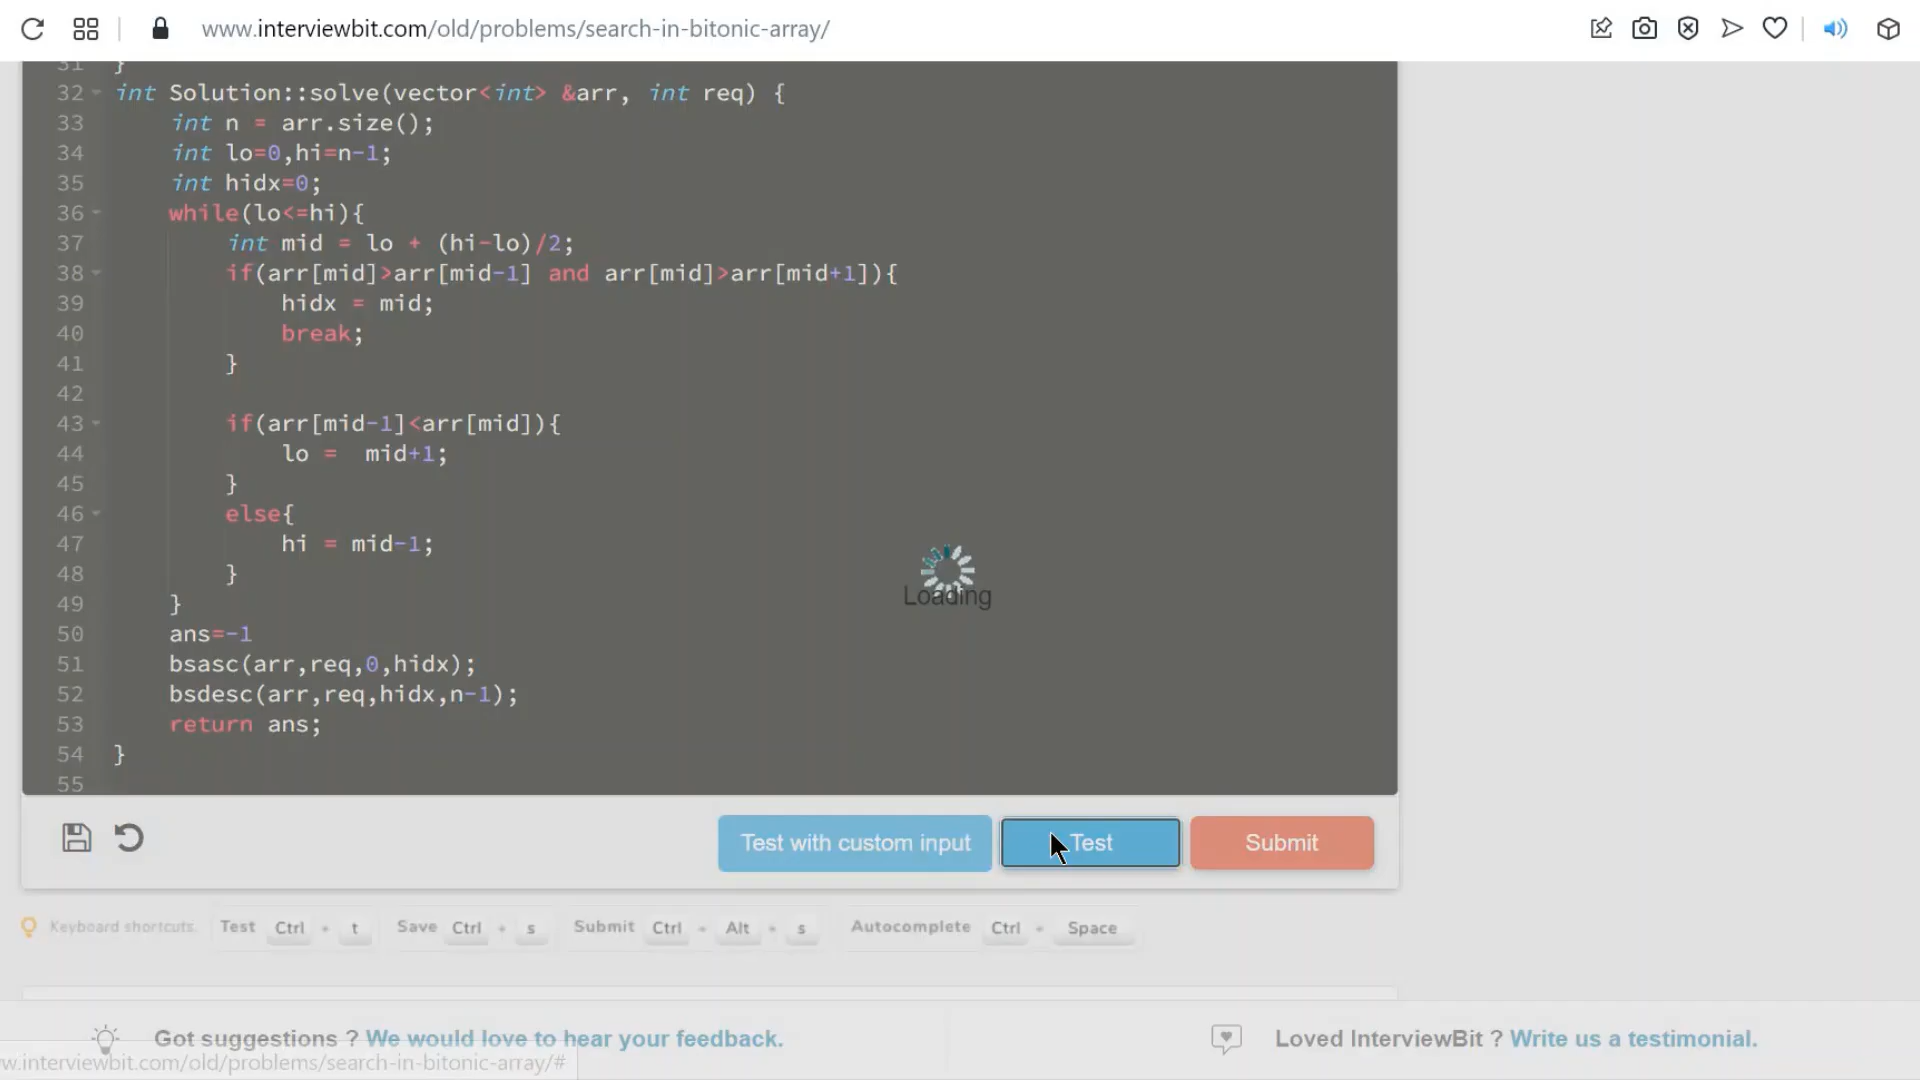 www.interviewbit.com/old/problems/search-in-bitonic-array/
31 }
32 int Solution::solve(vector<int> &arr, int req) {
33 int n = arr.size();
34 int lo=0,hi=n-1;
35 int hidx=0;
36 while(lo<=hi){
37 int mid = lo + (hi-lo)/2;
38 if(arr[mid]>arr[mid-1] and arr[mid]>arr[mid+1]){
39 hidx = mid;
40 break;
41 }
42
43 if(arr[mid-1]<arr[mid]){
44 lo =  mid+1;
45 }
46 else{
47 hi = mid-1;
48 }
49 }
50 ans=-1
51 bsasc(arr,req,0,hidx);
52 bsdesc(arr,req,hidx,n-1);
53 return ans;
54 }
55
Loading
Test with custom input Test Submit
Keyboard shortcuts. Test Ctrl + t Save Ctrl + s Submit Ctrl + Alt + s Autocomplete Ctrl + Space
Got suggestions ? We would love to hear your feedback. Loved InterviewBit ? Write us a testimonial.
w.interviewbit.com/old/problems/search-in-bitonic-array/#